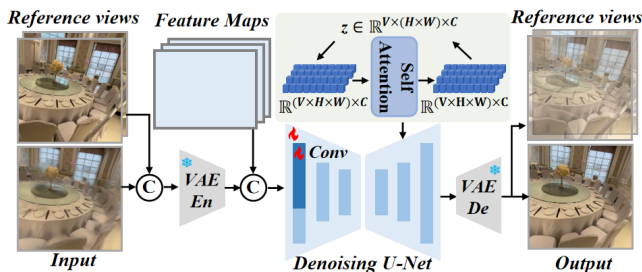 Reference views
Feature Maps
z ∈ ℝ^{V×(H×W)×C}
Reference views
Self
Attention
ℝ^{(V×H×W)×C}
ℝ^{(V×H×W)×C}
Conv
C
VAE
En
C
VAE
De
Input
Denoising U-Net
Output